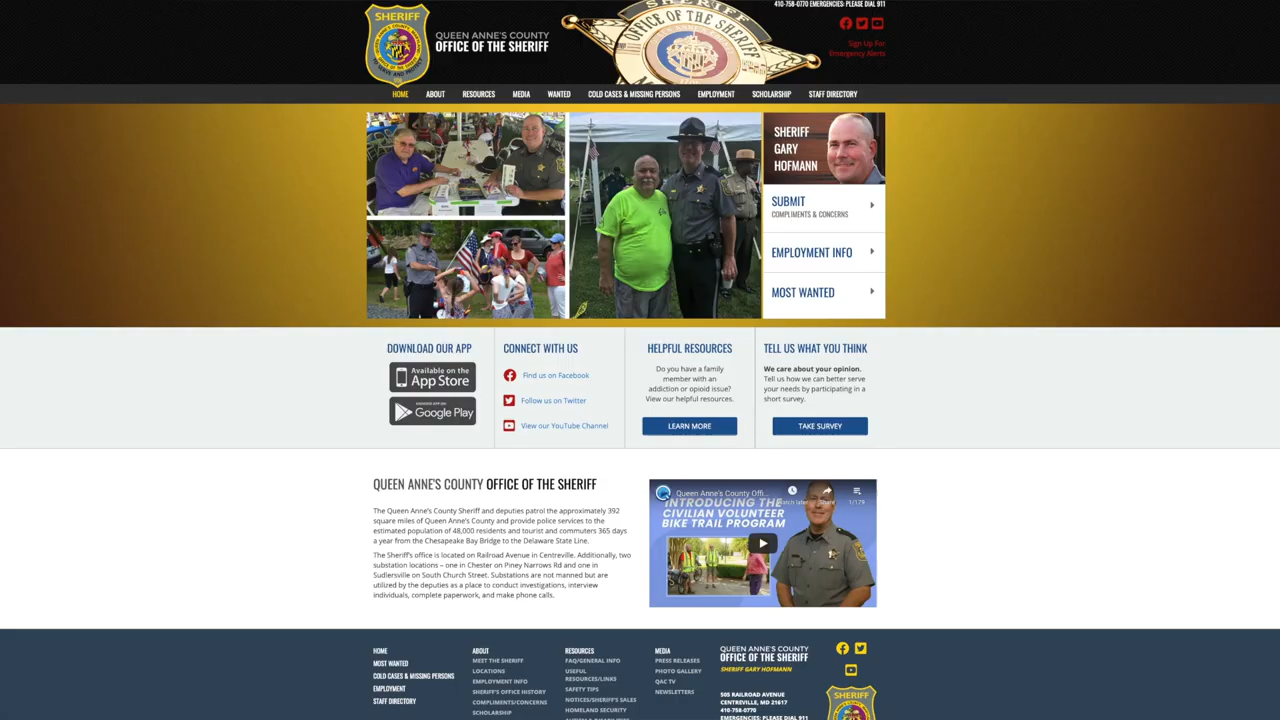 410-758-0770 EMERGENCIES: PLEASE DIAL 911
SHERIFF
QUEEN ANNE'S COUNTY
OFFICE OF THE SHERIFF
OFFICE OF THE SHERIFF
Sign Up For
Emergency Alerts
HOME ABOUT RESOURCES MEDIA WANTED COLD CASES & MISSING PERSONS EMPLOYMENT SCHOLARSHIP STAFF DIRECTORY
SHERIFF
GARY
HOFMANN
SUBMIT
COMPLIMENTS & CONCERNS
EMPLOYMENT INFO
MOST WANTED
DOWNLOAD OUR APP
Available on the
App Store
Google Play
CONNECT WITH US
Find us on Facebook
Follow us on Twitter
View our YouTube Channel
HELPFUL RESOURCES
Do you have a family
member with an
addiction or opioid issue?
View our helpful resources.
LEARN MORE
TELL US WHAT YOU THINK
We care about your opinion.
Tell us how we can better serve
your needs by participating in a
short survey.
TAKE SURVEY
QUEEN ANNE'S COUNTY OFFICE OF THE SHERIFF
The Queen Anne's County Sheriff and deputies patrol the approximately 392
square miles of Queen Anne's County and provide police services to the
estimated population of 48,000 residents and tourist and commuters 365 days
a year from the Chesapeake Bay Bridge to the Delaware State Line.
The Sheriff's office is located on Railroad Avenue in Centreville. Additionally, two
substation locations – one in Chester on Piney Narrows Rd and one in
Sudlersville on South Church Street. Substations are not manned but are
utilized by the deputies as a place to conduct investigations, interview
individuals, complete paperwork, and make phone calls.
Queen Anne's County Offi...
Watch later Share 1/179
INTRODUCING THE
CIVILIAN VOLUNTEER
BIKE TRAIL PROGRAM
HOME
MOST WANTED
COLD CASES & MISSING PERSONS
EMPLOYMENT
STAFF DIRECTORY
ABOUT
MEET THE SHERIFF
LOCATIONS
EMPLOYMENT INFO
SHERIFF'S OFFICE HISTORY
COMPLIMENTS/CONCERNS
SCHOLARSHIP
RESOURCES
FAQ/GENERAL INFO
USEFUL
RESOURCES/LINKS
SAFETY TIPS
NOTICES/SHERIFF'S SALES
HOMELAND SECURITY
MEDIA
PRESS RELEASES
PHOTO GALLERY
QAC TV
NEWSLETTERS
QUEEN ANNE'S COUNTY
OFFICE OF THE SHERIFF
SHERIFF GARY HOFMANN
505 RAILROAD AVENUE
CENTREVILLE, MD 21617
410-758-0770
EMERGENCIES: PLEASE DIAL 911
SHERIFF